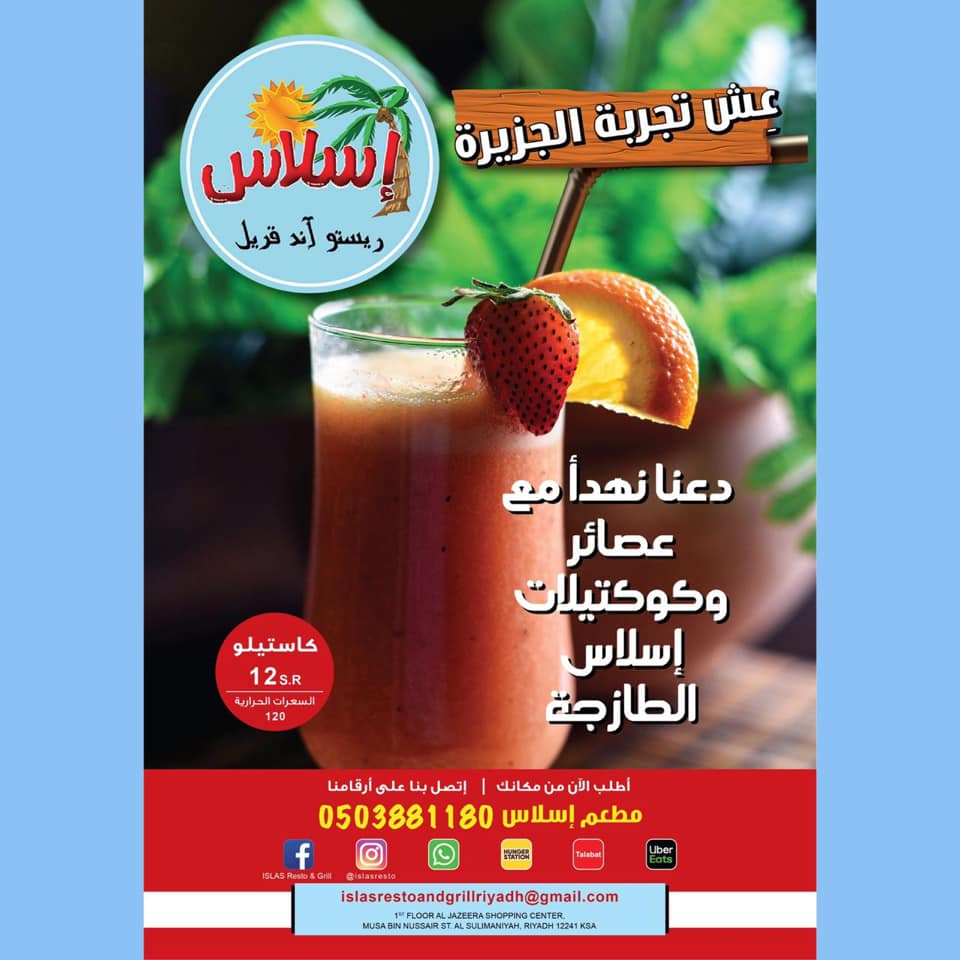 إسلاس
ريستو آند قريل
عِش تجربة الجزيرة
دعنا نهدأ مع
عصائر
وكوكتيلات
إسلاس
الطازجة
كاستيلو
12 S.R
السعرات الحرارية
120
أطلب الآن من مكانك | إتصل بنا على أرقامنا
مطعم إسلاس 0503881180
HUNGER
STATION
Talabat
Uber
Eats
ISLAS Resto & Grill @islasresto
islasrestoandgrillriyadh@gmail.com
1ST FLOOR AL JAZEERA SHOPPING CENTER,
MUSA BIN NUSSAIR ST. AL SULIMANIYAH, RIYADH 12241 KSA